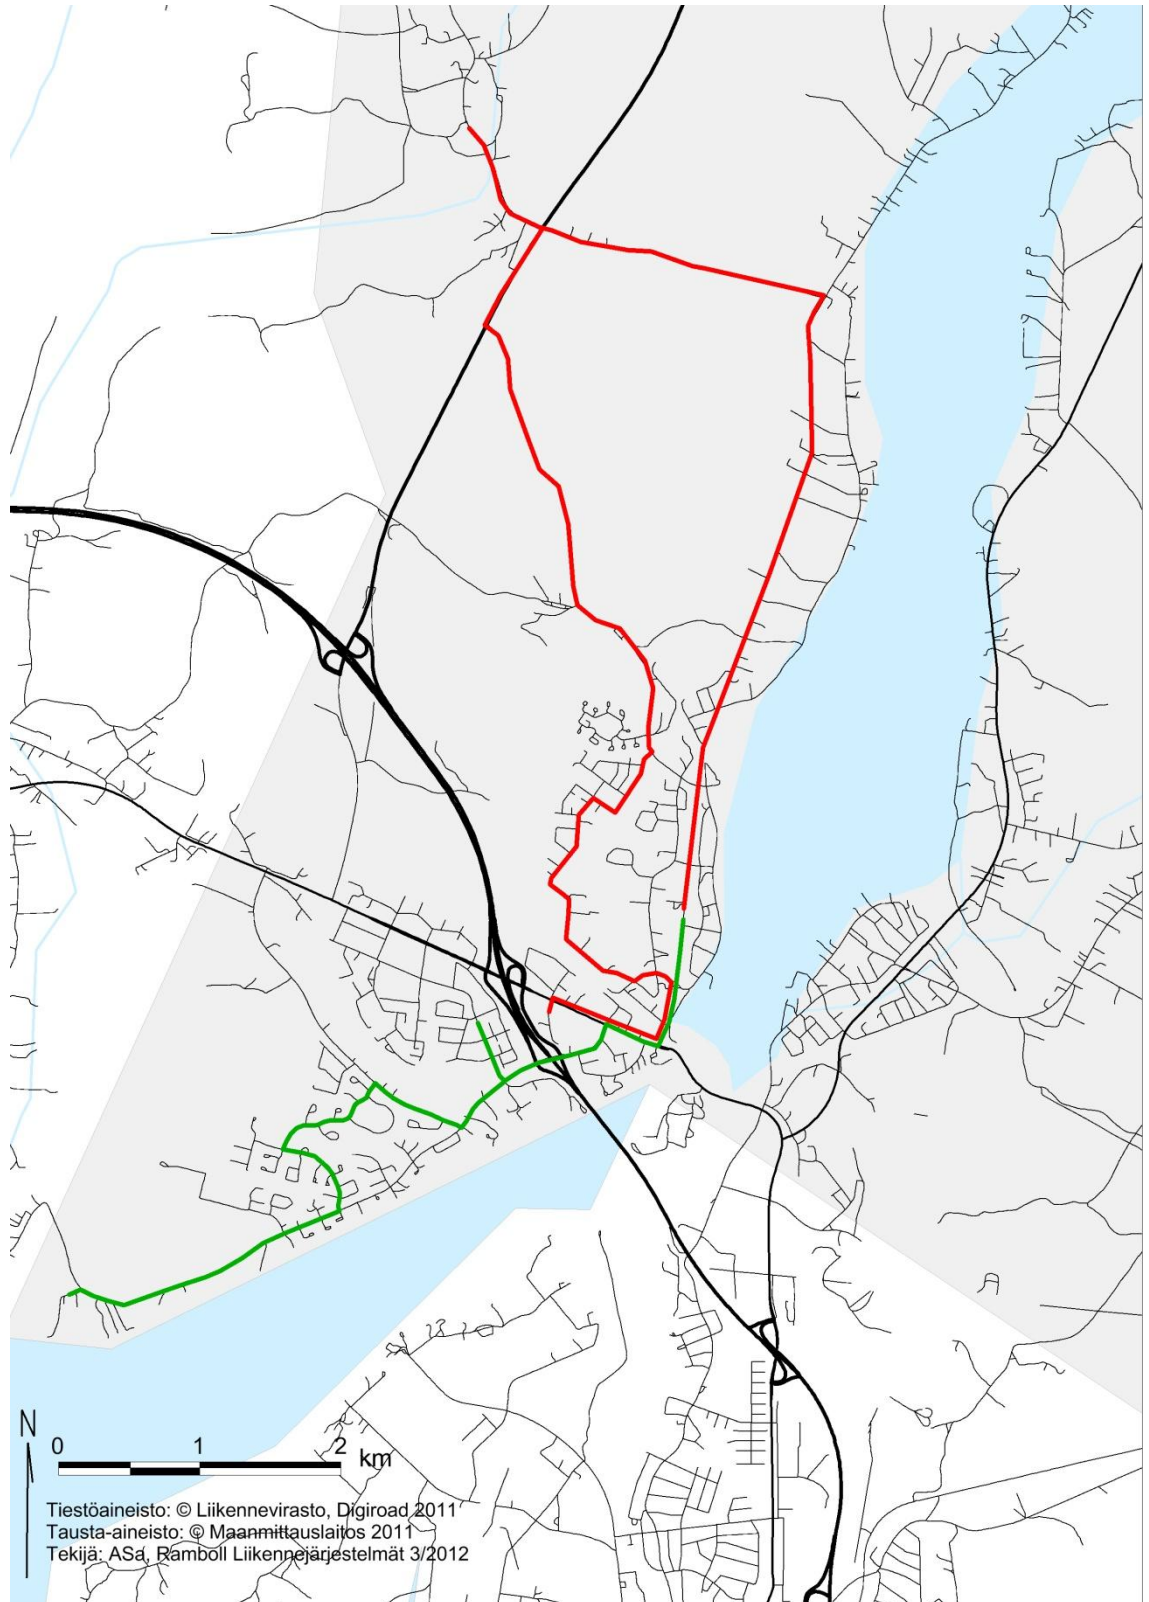 N
0 1 2 km
Tiestöaineisto: © Liikennevirasto, Digiroad 2011
Tausta-aineisto: © Maanmittauslaitos 2011
Tekijä: ASa, Ramboll Liikennejärjestelmät 3/2012